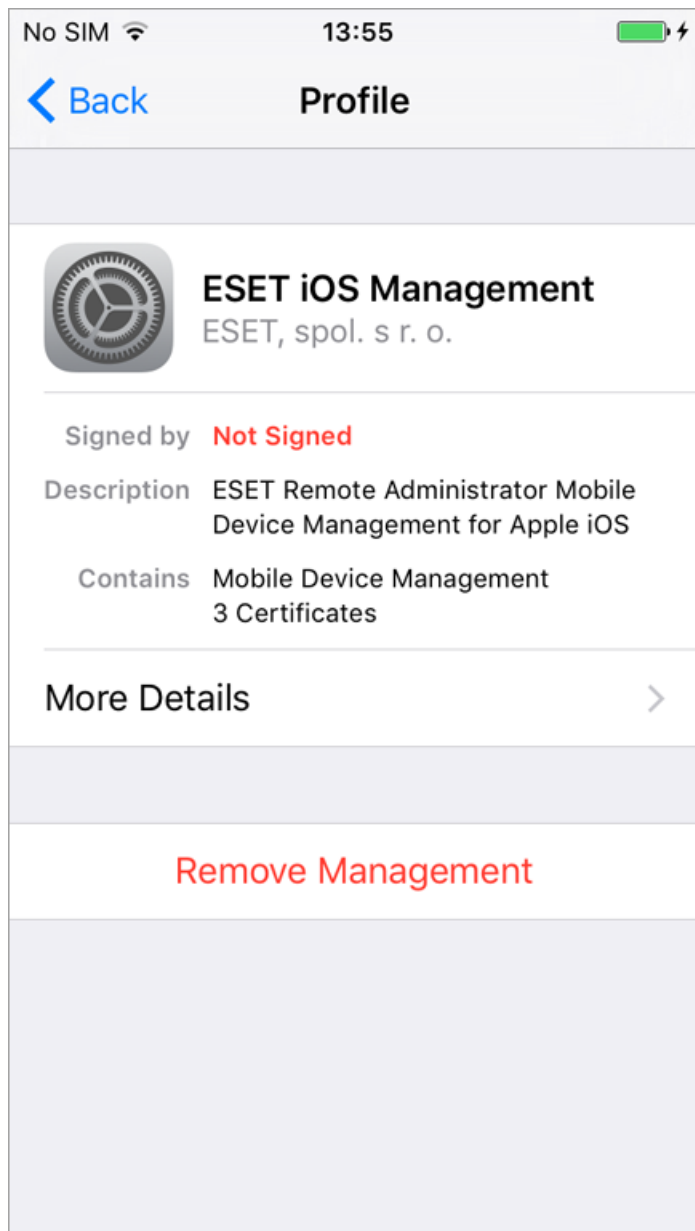 No SIM 13:55
Back Profile
ESET iOS Management
ESET, spol. s r. o.
Signed by Not Signed
Description ESET Remote Administrator Mobile
Device Management for Apple iOS
Contains Mobile Device Management
3 Certificates
More Details
Remove Management